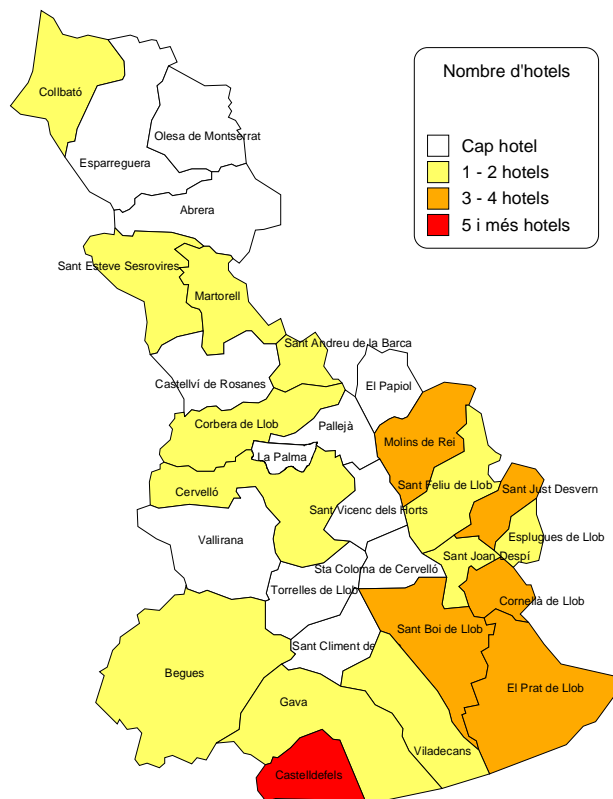 Nombre d'hotels
Cap hotel
1 - 2 hotels
3 - 4 hotels
5 i més hotels
Collbató
Olesa de Montserrat
Esparreguera
Abrera
Sant Esteve Sesrovires
Martorell
Sant Andreu de la Barca
Castellví de Rosanes
El Papiol
Corbera de Llob
Pallejà
Molins de Rei
La Palma
Cervelló
Sant Feliu de Llob
Sant Just Desvern
Sant Vicenc dels Horts
Vallirana
Esplugues de Llob
Sant Joan Despí
Sta Coloma de Cervelló
Torrelles de Llob
Cornellà de Llob
Sant Boi de Llob
Sant Climent de
Begues
El Prat de Llob
Gava
Viladecans
Castelldefels